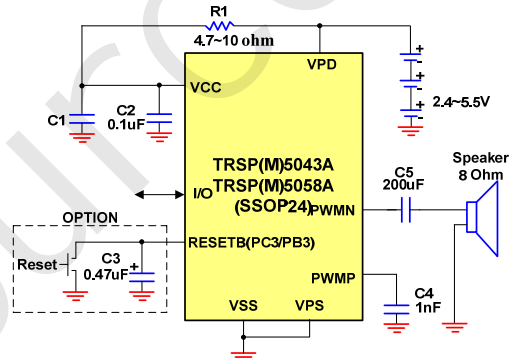 R1
4.7~10 ohm
VPD
VCC
C1
C2
0.1uF
+
-
+
-
+
-
2.4~5.5V
TRSP(M)5043A
TRSP(M)5058A
(SSOP24)
I/O
PWMN
C5
200uF
Speaker
8 Ohm
OPTION
RESETB(PC3/PB3)
Reset
C3
0.47uF
+
PWMP
C4
1nF
VSS
VPS